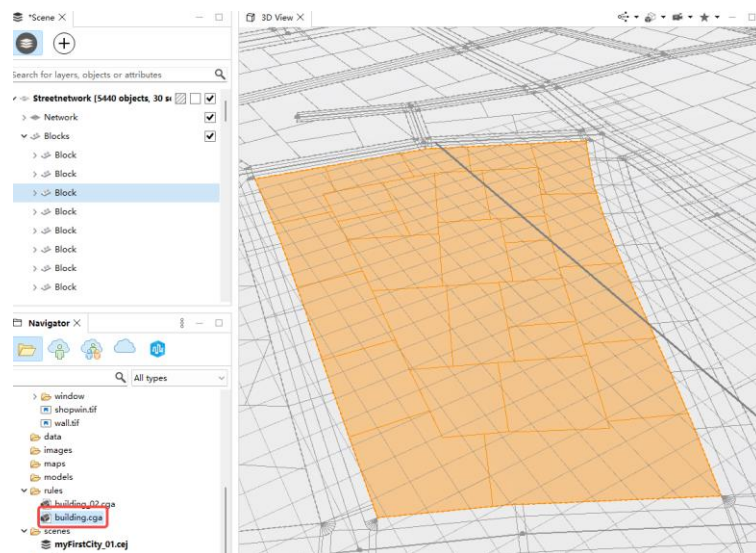 *Scene
3D View
Search for layers, objects or attributes
Streetnetwork [5440 objects, 30 s
Network
Blocks
Block
Block
Block
Block
Block
Block
Block
Block
Navigator
All types
window
shopwin.tif
wall.tif
data
images
maps
models
rules
building_02.cga
building.cga
scenes
myFirstCity_01.cej